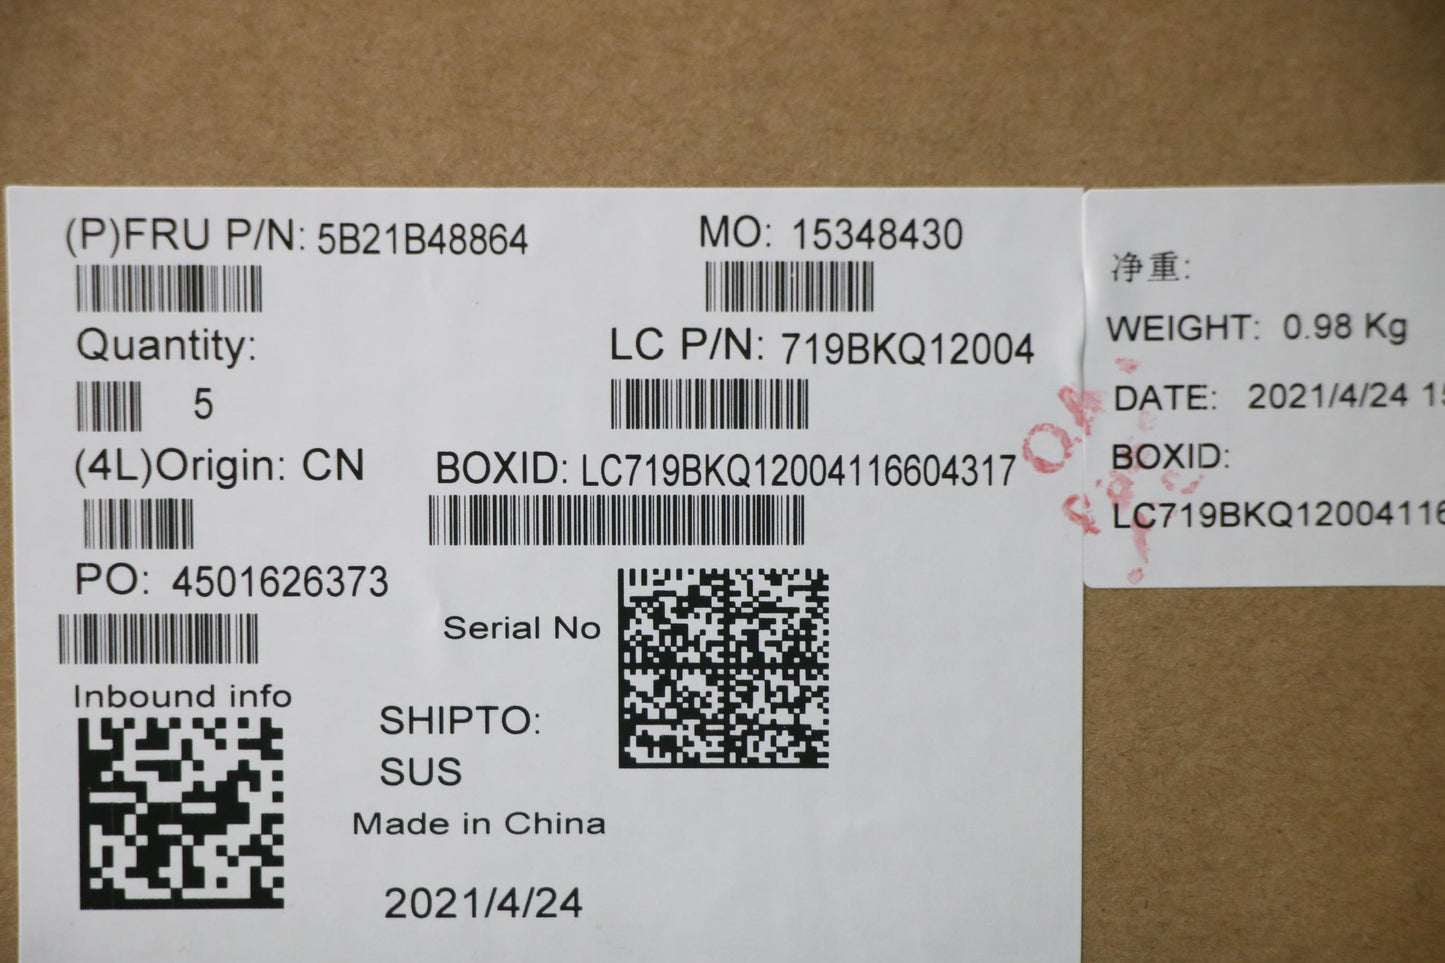 (P)FRU P/N: 5B21B48864
MO: 15348430
Quantity:
5
LC P/N: 719BKQ12004
(4L)Origin: CN
BOXID: LC719BKQ12004116604317
PO: 4501626373
Serial No
Inbound info
SHIPTO:
SUS
Made in China
2021/4/24
净重:
WEIGHT: 0.98 Kg
DATE: 2021/4/24
BOXID:
LC719BKQ12004116
QA